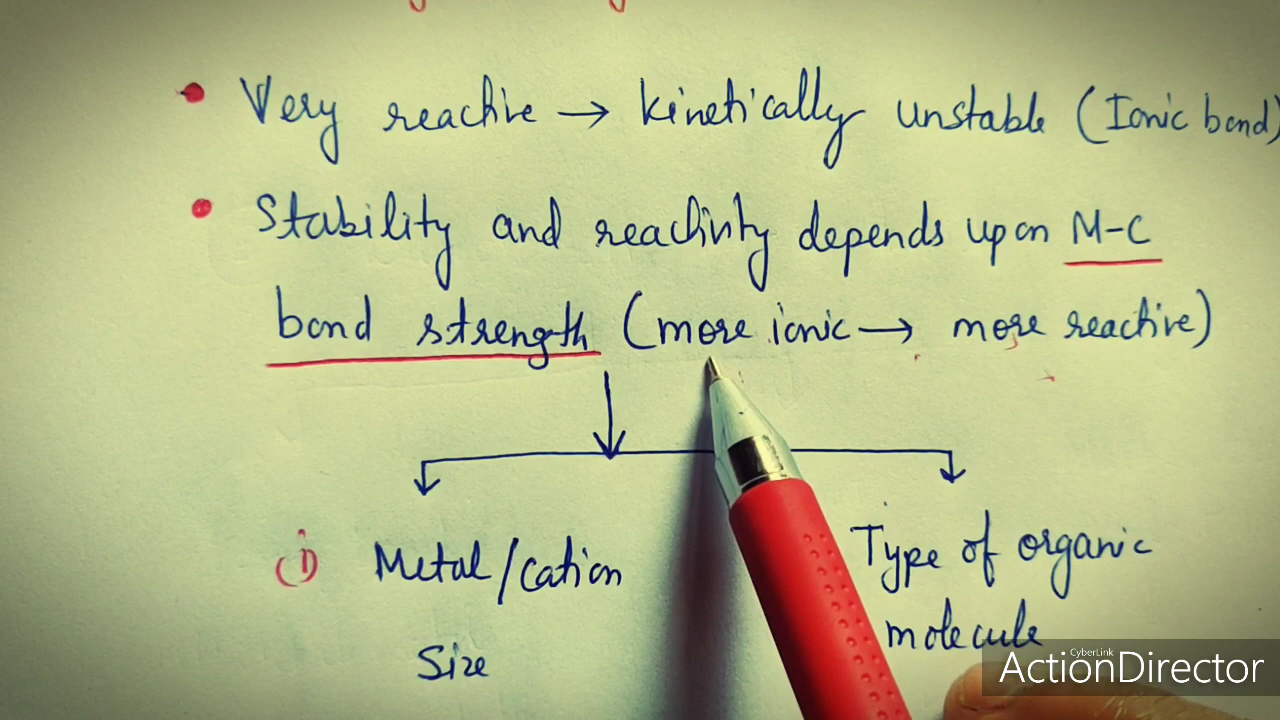 • Very reactive → kinetically unstable (Ionic bond)
• Stability and reactivity depends upon M-C
bond strength (more ionic → more reactive)
(i) Metal/cation
Size
Type of organic
molecule
CyberLink
ActionDirector